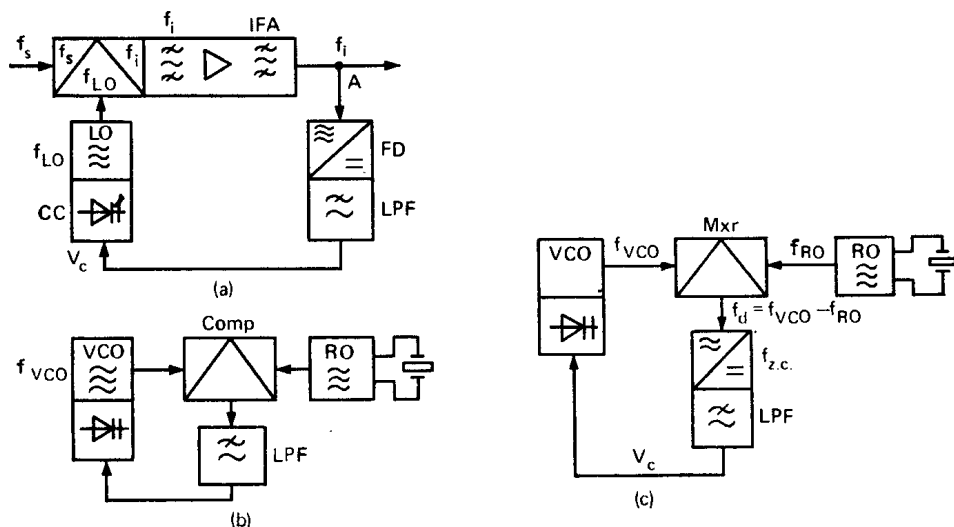 f_i IFA
f_s f_s f_i f_i
f_LO A
LO
f_LO FD
CC LPF
V_c
(a)
Comp
f_VCO VCO RO
LPF
(b)
Mxr
VCO f_VCO f_RO RO
f_d = f_VCO – f_RO
f_z.c.
LPF
V_c
(c)